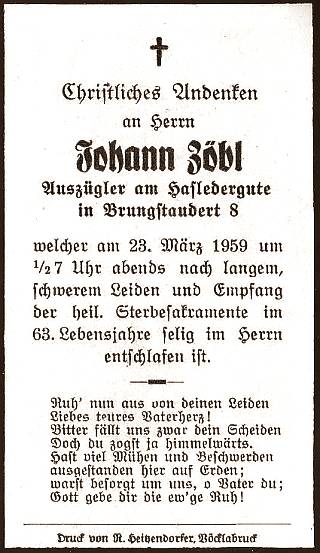 Christliches Andenken
an Herrn
Johann Zöbl
Auszügler am Hasledergute
in Brungstaudert 8
welcher am 23. März 1959 um
½7 Uhr abends nach langem,
schwerem Leiden und Empfang
der heil. Sterbesakramente im
63. Lebensjahre selig im Herrn
entschlafen ist.
Ruh' nun aus von deinen Leiden
Liebes teures Vaterherz!
Bitter fällt uns zwar dein Scheiden
Doch du zogst ja himmelwärts.
Hast viel Mühen und Beschwerden
ausgestanden hier auf Erden;
warst besorgt um uns, o Vater du;
Gott gebe dir die ew'ge Ruh!
Druck von R. Heitzendorfer, Vöcklabruck